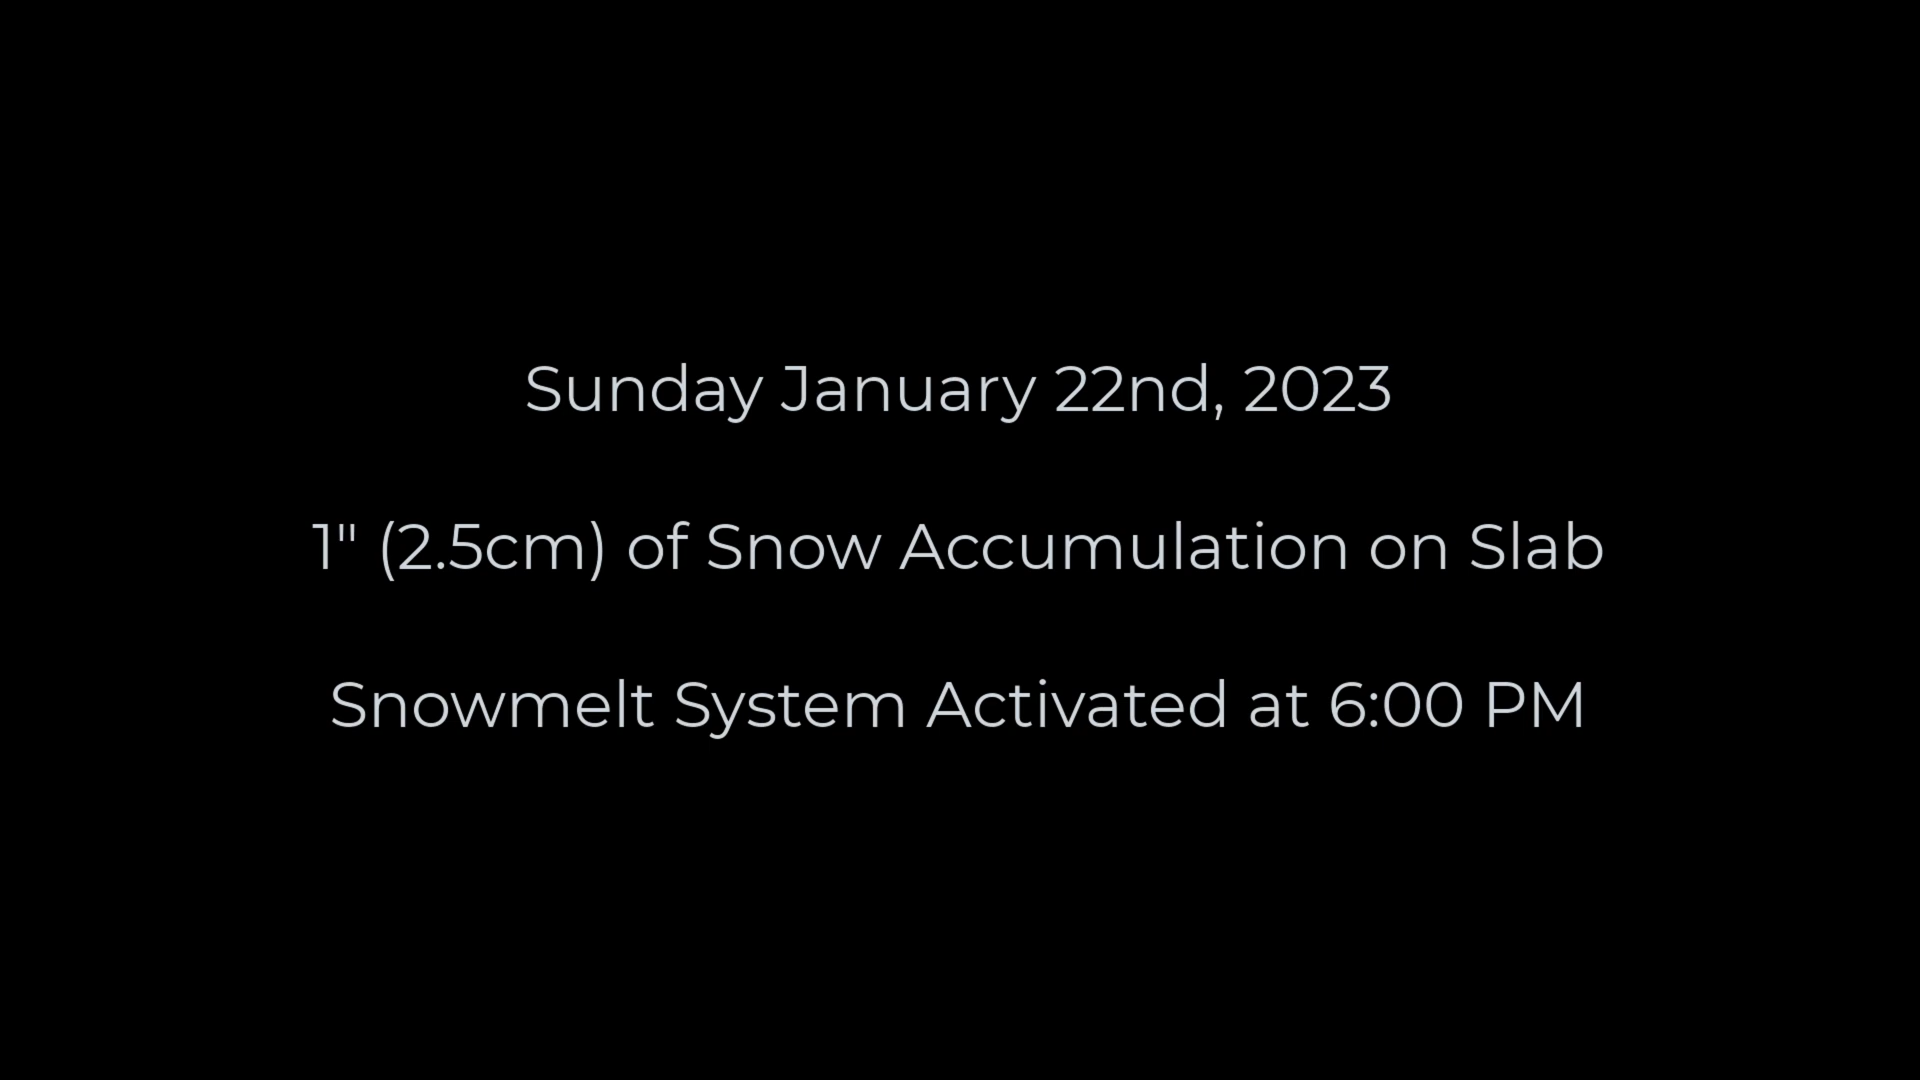 Sunday January 22nd, 2023
1" (2.5cm) of Snow Accumulation on Slab
Snowmelt System Activated at 6:00 PM